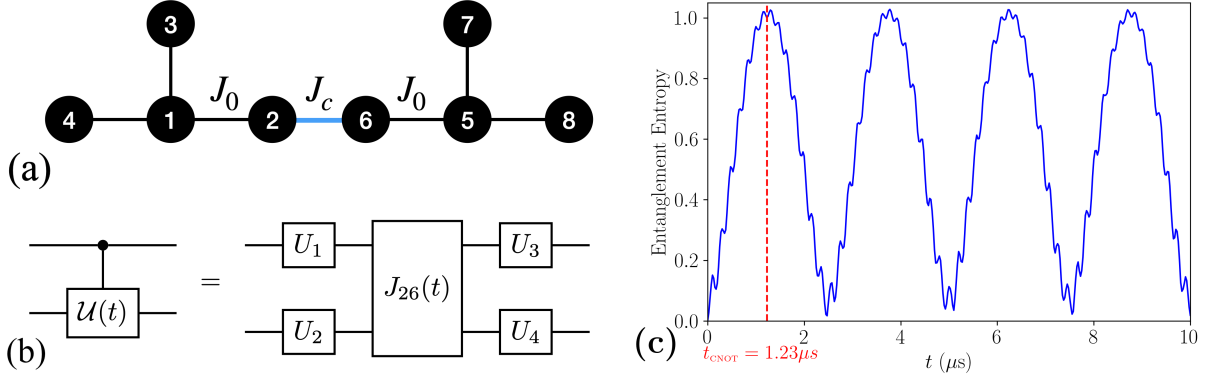 3
7
J₀ J_c J₀
4 1 2 6 5 8
(a)
U₁ U₃
𝒰(t) = J₂₆(t)
U₂ U₄
(b)
Entanglement Entropy
1.0
0.8
0.6
0.4
0.2
0.0
0 2 4 6 8 10
t_CNOT = 1.23μs
t (μs)
(c)